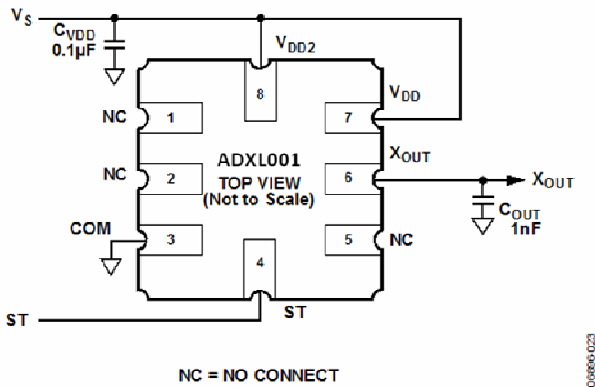 VS
CVDD
0.1µF
VDD2
8
VDD
NC
1
7
ADXL001
XOUT
NC
2
TOP VIEW
(Not to Scale)
6
XOUT
COUT
1nF
COM
3
5
NC
4
ST
ST
NC = NO CONNECT
06896-023